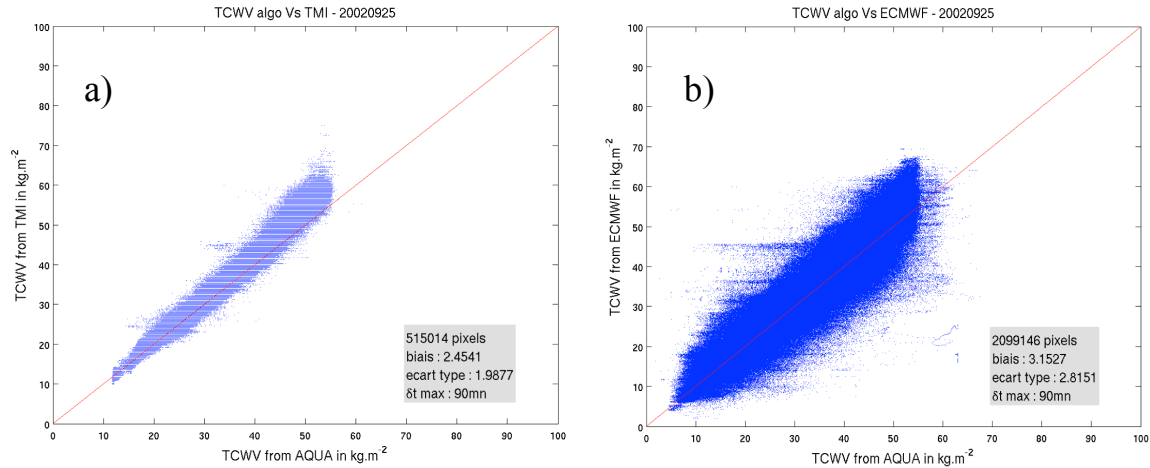 TCWV algo Vs TMI - 20020925
a)
TCWV from TMI in kg.m-2
100
90
80
70
60
50
40
30
20
10
0
515014 pixels
biais : 2.4541
ecart type : 1.9877
δt max : 90mn
0 10 20 30 40 50 60 70 80 90 100
TCWV from AQUA in kg.m-2
TCWV algo Vs ECMWF - 20020925
b)
TCWV from ECMWF in kg.m-2
100
90
80
70
60
50
40
30
20
10
0
2099146 pixels
biais : 3.1527
ecart type : 2.8151
δt max : 90mn
0 10 20 30 40 50 60 70 80 90 100
TCWV from AQUA in kg.m-2